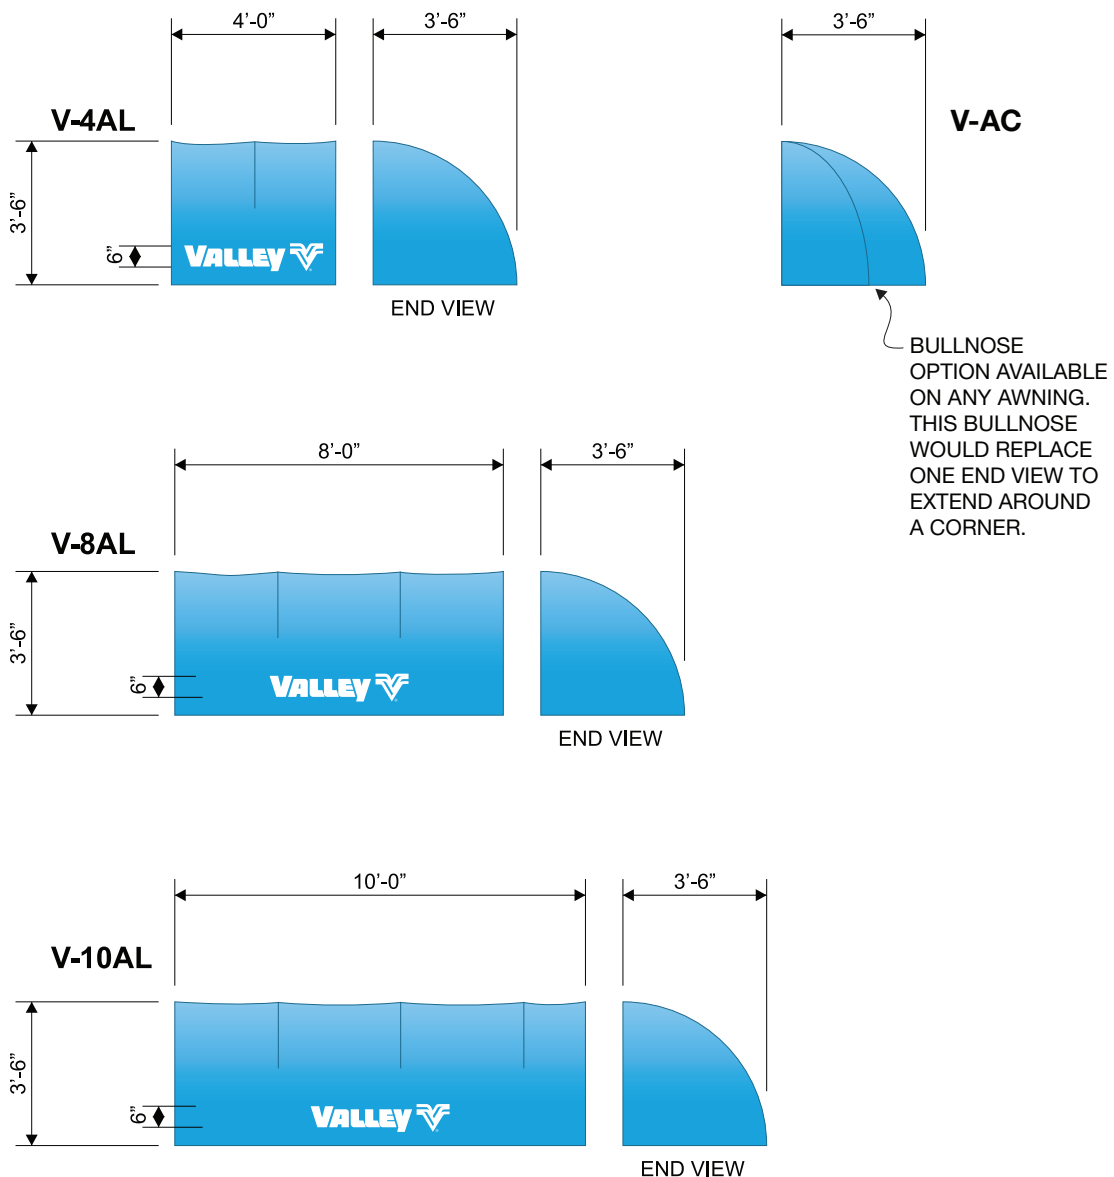 4’-0”
3’-6”
3’-6”
V-4AL
V-AC
3’-6”
6”
VALLEY
END VIEW
BULLNOSE
OPTION AVAILABLE
ON ANY AWNING.
THIS BULLNOSE
WOULD REPLACE
ONE END VIEW TO
EXTEND AROUND
A CORNER.
8’-0”
3’-6”
V-8AL
3’-6”
6”
VALLEY
END VIEW
10’-0”
3’-6”
V-10AL
3’-6”
6”
VALLEY
END VIEW